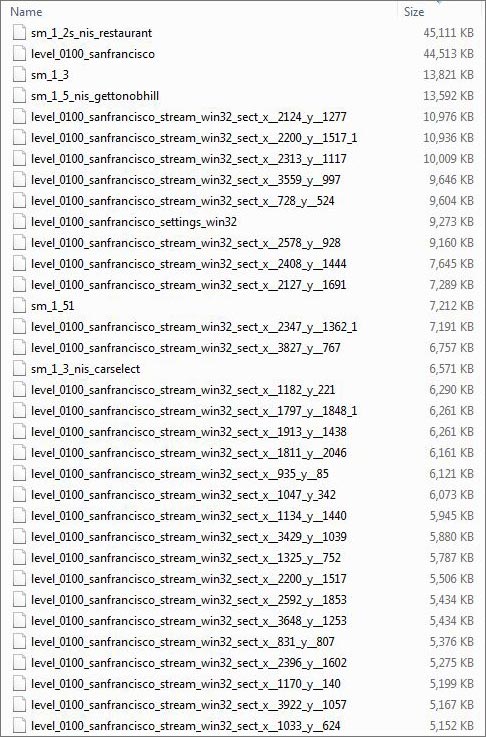 Name Size
sm_1_2s_nis_restaurant 45,111 KB
level_0100_sanfrancisco 44,513 KB
sm_1_3 13,821 KB
sm_1_5_nis_gettonobhill 13,592 KB
level_0100_sanfrancisco_stream_win32_sect_x__2124_y__1277 10,976 KB
level_0100_sanfrancisco_stream_win32_sect_x__2200_y__1517_1 10,936 KB
level_0100_sanfrancisco_stream_win32_sect_x__2313_y__1117 10,009 KB
level_0100_sanfrancisco_stream_win32_sect_x__3559_y__997 9,646 KB
level_0100_sanfrancisco_stream_win32_sect_x__728_y__524 9,604 KB
level_0100_sanfrancisco_settings_win32 9,273 KB
level_0100_sanfrancisco_stream_win32_sect_x__2578_y__928 9,160 KB
level_0100_sanfrancisco_stream_win32_sect_x__2408_y__1444 7,645 KB
level_0100_sanfrancisco_stream_win32_sect_x__2127_y__1691 7,289 KB
sm_1_51 7,212 KB
level_0100_sanfrancisco_stream_win32_sect_x__2347_y__1362_1 7,191 KB
level_0100_sanfrancisco_stream_win32_sect_x__3827_y__767 6,757 KB
sm_1_3_nis_carselect 6,571 KB
level_0100_sanfrancisco_stream_win32_sect_x__1182_y_221 6,290 KB
level_0100_sanfrancisco_stream_win32_sect_x__1797_y__1848_1 6,261 KB
level_0100_sanfrancisco_stream_win32_sect_x__1913_y__1438 6,261 KB
level_0100_sanfrancisco_stream_win32_sect_x__1811_y__2046 6,161 KB
level_0100_sanfrancisco_stream_win32_sect_x__935_y__85 6,121 KB
level_0100_sanfrancisco_stream_win32_sect_x__1047_y_342 6,073 KB
level_0100_sanfrancisco_stream_win32_sect_x__1134_y__1440 5,945 KB
level_0100_sanfrancisco_stream_win32_sect_x__3429_y__1039 5,880 KB
level_0100_sanfrancisco_stream_win32_sect_x__1325_y__752 5,787 KB
level_0100_sanfrancisco_stream_win32_sect_x__2200_y__1517 5,506 KB
level_0100_sanfrancisco_stream_win32_sect_x__2592_y__1853 5,434 KB
level_0100_sanfrancisco_stream_win32_sect_x__3648_y__1253 5,434 KB
level_0100_sanfrancisco_stream_win32_sect_x__831_y__807 5,376 KB
level_0100_sanfrancisco_stream_win32_sect_x__2396_y__1602 5,275 KB
level_0100_sanfrancisco_stream_win32_sect_x__1170_y__140 5,199 KB
level_0100_sanfrancisco_stream_win32_sect_x__3922_y__1057 5,167 KB
level_0100_sanfrancisco_stream_win32_sect_x__1033_y__624 5,152 KB